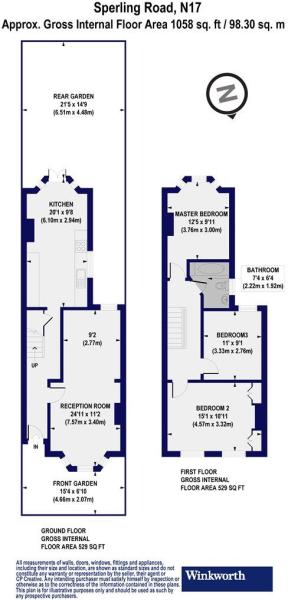 Sperling Road, N17
Approx. Gross Internal Floor Area 1058 sq. ft / 98.30 sq. m
REAR GARDEN
21'5 x 14'9
(6.51m x 4.48m)
N
KITCHEN
20'1 x 9'8
(6.10m x 2.94m)
MASTER BEDROOM
12'5 x 9'11
(3.76m x 3.00m)
BATHROOM
7'4 x 6'4
(2.22m x 1.92m)
9'2
(2.77m)
BEDROOM3
11' x 9'1
(3.33m x 2.76m)
UP
RECEPTION ROOM
24'11 x 11'2
(7.57m x 3.40m)
BEDROOM 2
15'1 x 10'11
(4.57m x 3.32m)
IN
FRONT GARDEN
15'4 x 6'10
(4.66m x 2.07m)
FIRST FLOOR
GROSS INTERNAL
FLOOR AREA 529 SQ FT
GROUND FLOOR
GROSS INTERNAL
FLOOR AREA 529 SQ FT
All measurements of walls, doors, windows, fittings and appliances,
including their size and location, are shown as standard sizes and do not
constitute any warranty or representation by the seller, their agent or
CP Creative. Any intending purchaser must satisfy himself by inspection or
otherwise as to the correctness of the information contained in these plans.
This plan is for illustrative purposes only and should be used as such by
any prospective purchasers.
Winkworth